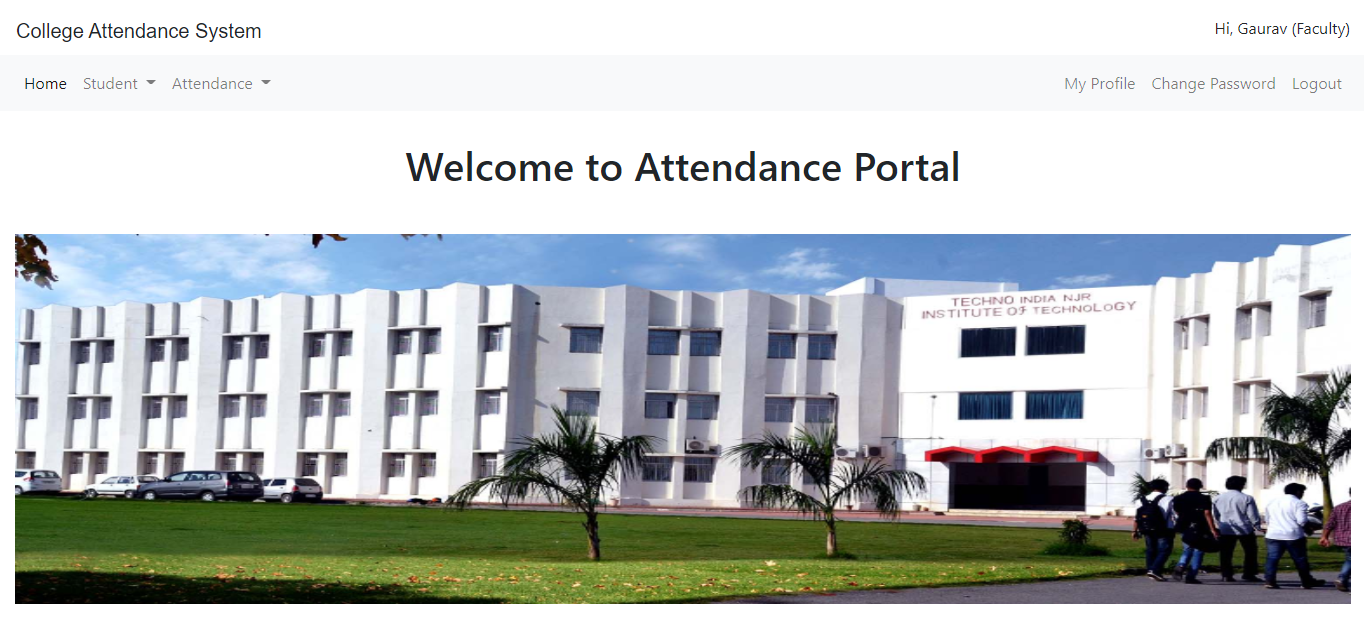 College Attendance System
Hi, Gaurav (Faculty)
Home Student Attendance
My Profile Change Password Logout
Welcome to Attendance Portal
TECHNO INDIA NJR
INSTITUTE OF TECHNOLOGY